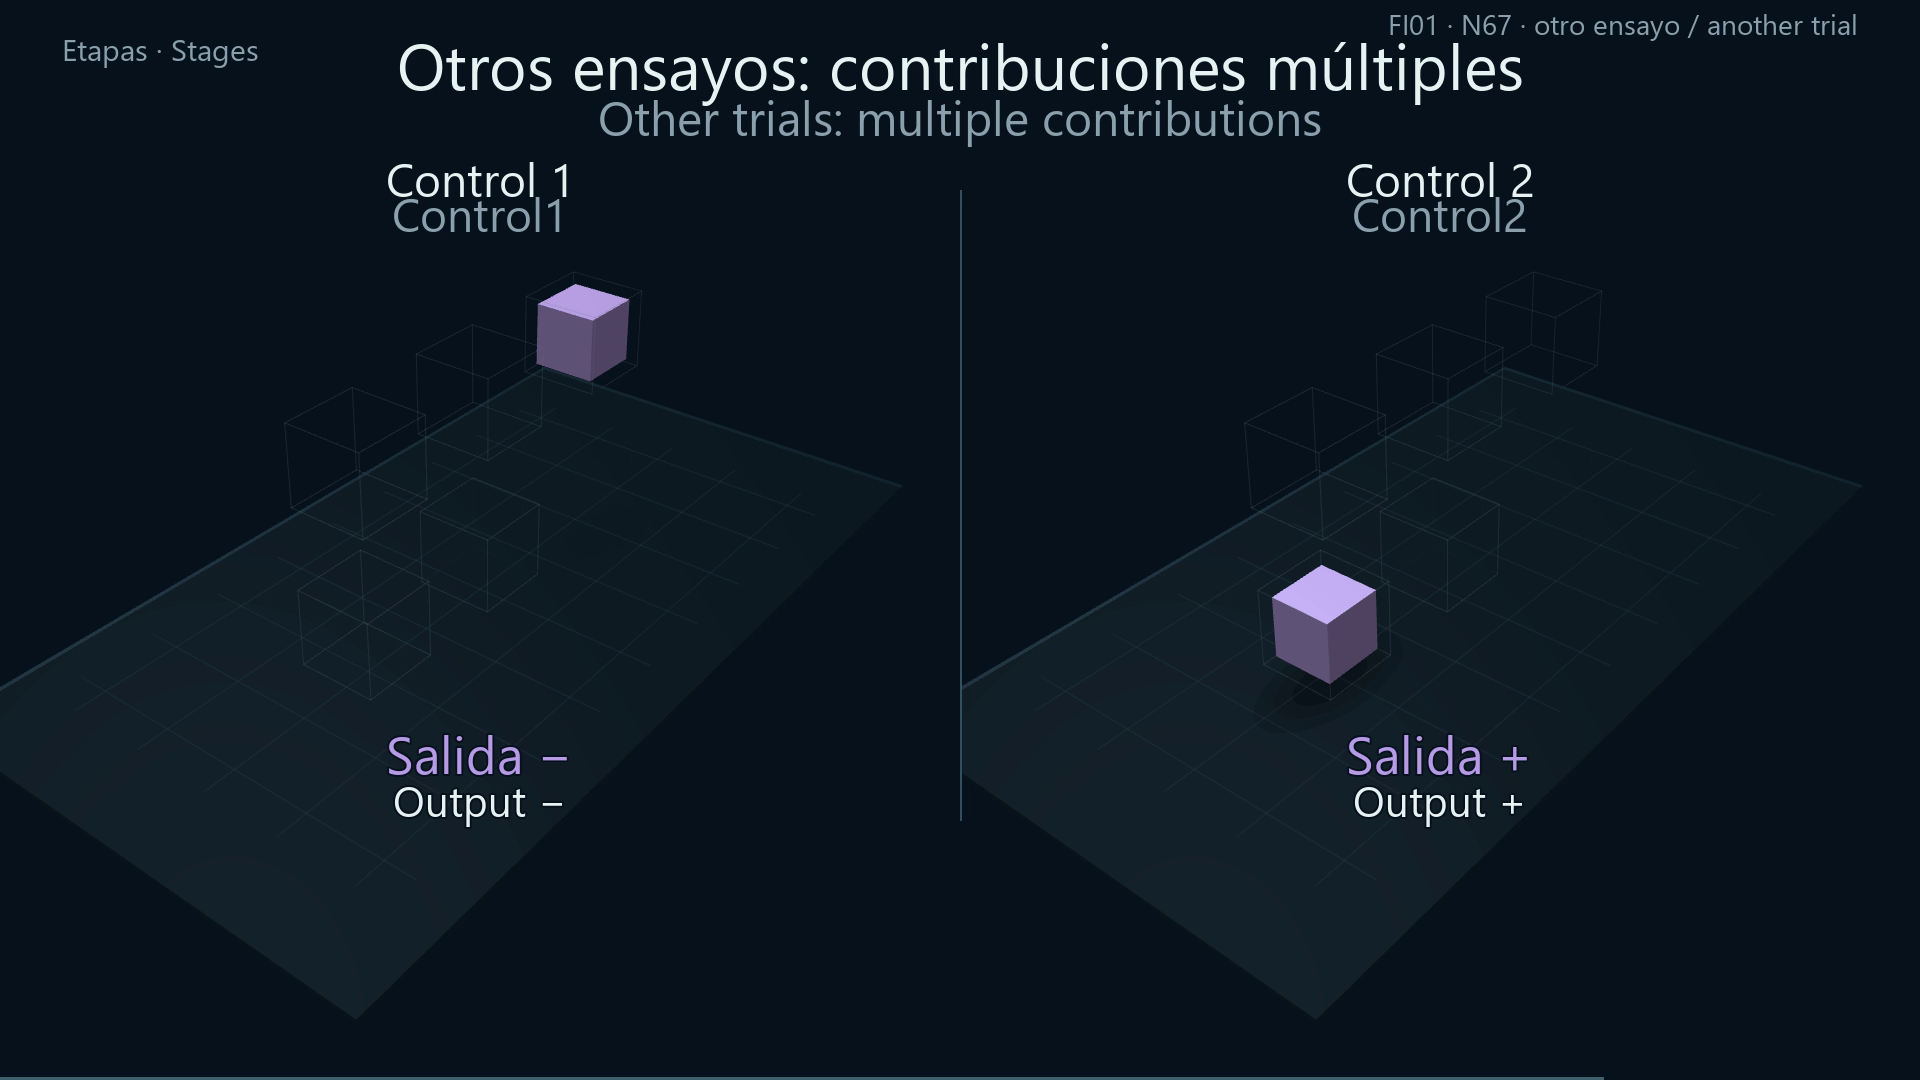 Etapas · Stages
FI01 · N67 · otro ensayo / another trial
Otros ensayos: contribuciones múltiples
Other trials: multiple contributions
Control 1
Control1
Salida −
Output −
Control 2
Control2
Salida +
Output +